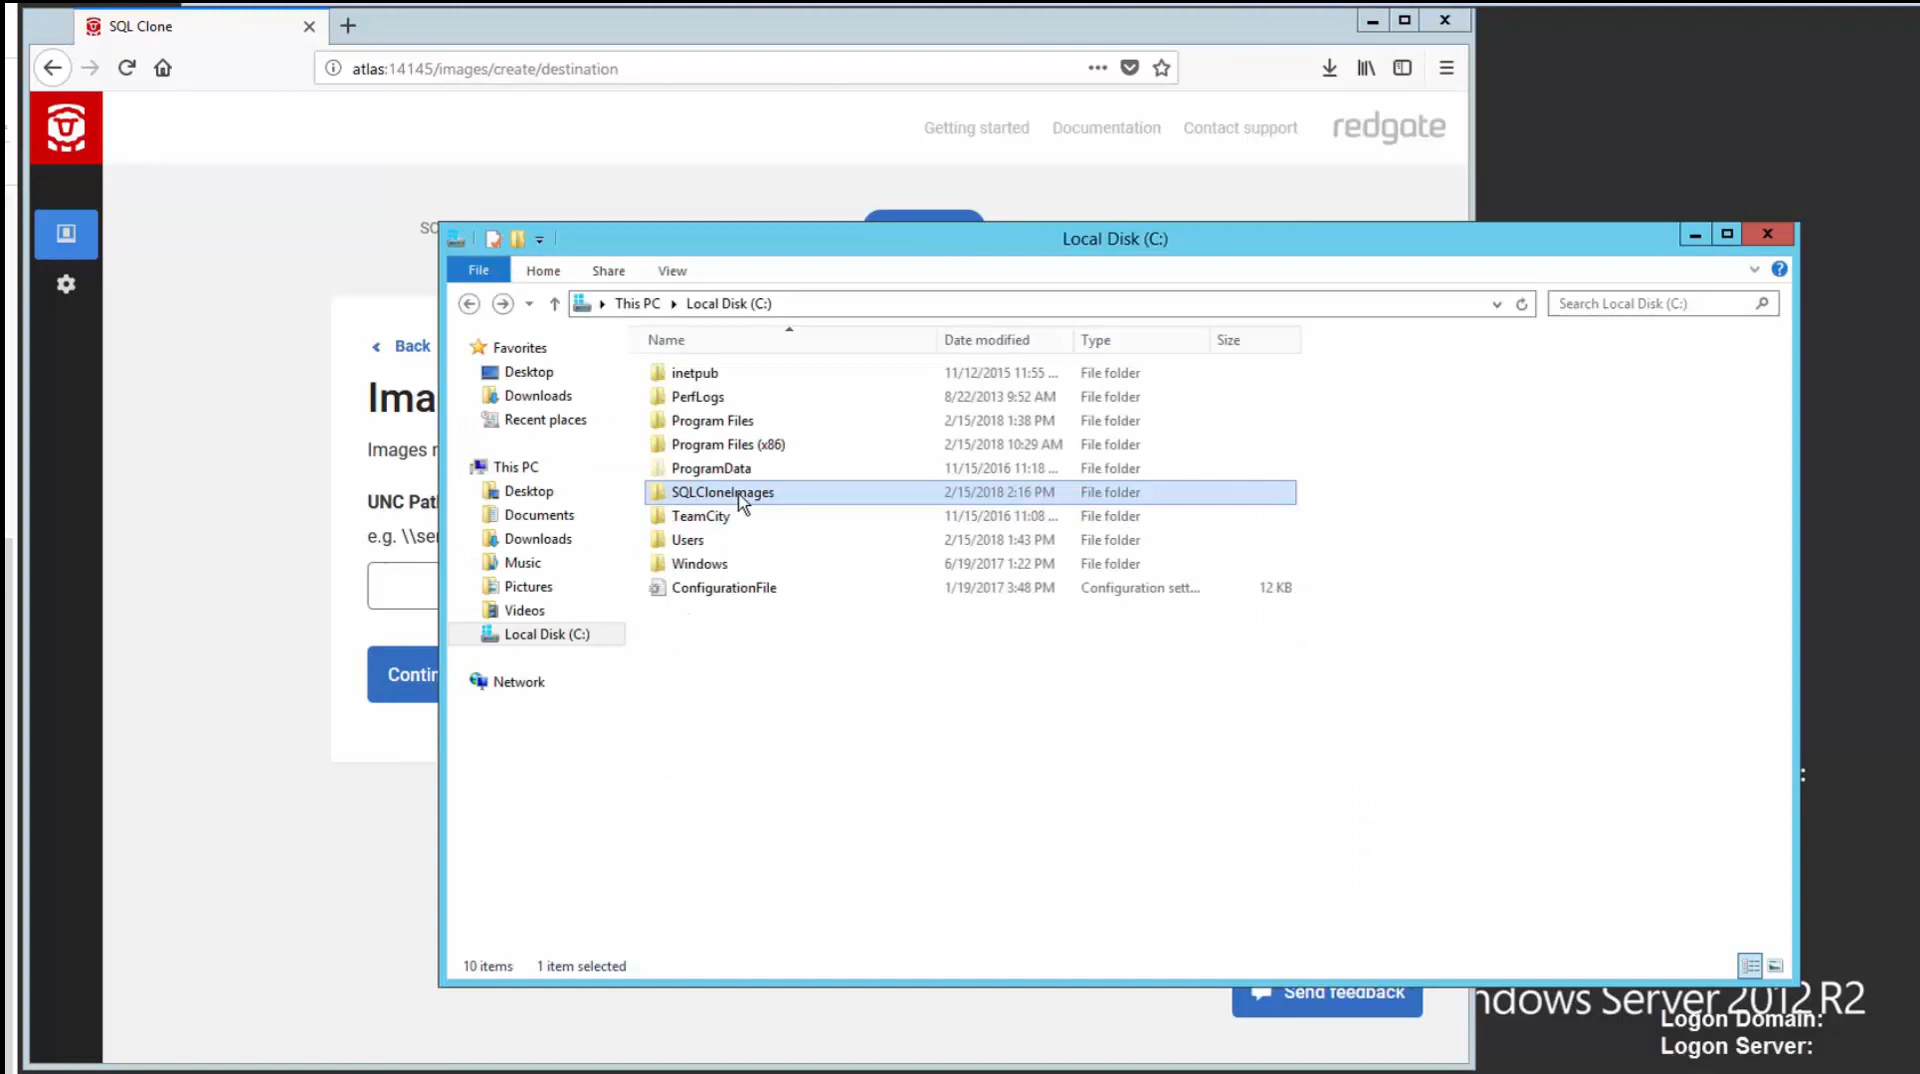 SQL Clone
atlas:14145/images/create/destination
Getting started Documentation Contact support redgate
Local Disk (C:)
File Home Share View
This PC Local Disk (C:) Search Local Disk (C:)
Name Date modified Type Size
Favorites
Desktop
Downloads
Recent places
This PC
Desktop
Documents
Downloads
Music
Pictures
Videos
Local Disk (C:)
Network
inetpub 11/12/2015 11:55 ... File folder
PerfLogs 8/22/2013 9:52 AM File folder
Program Files 2/15/2018 1:38 PM File folder
Program Files (x86) 2/15/2018 10:29 AM File folder
ProgramData 11/15/2016 11:18 ... File folder
SQLCloneImages 2/15/2018 2:16 PM File folder
TeamCity 11/15/2016 11:08 ... File folder
Users 2/15/2018 1:43 PM File folder
Windows 6/19/2017 1:22 PM File folder
ConfigurationFile 1/19/2017 3:48 PM Configuration sett... 12 KB
10 items 1 item selected
Back
Ima
Images
UNC Pat
e.g. \\se
Contin
Send feedback
ndows Server 2012 R2
Logon Domain:
Logon Server: